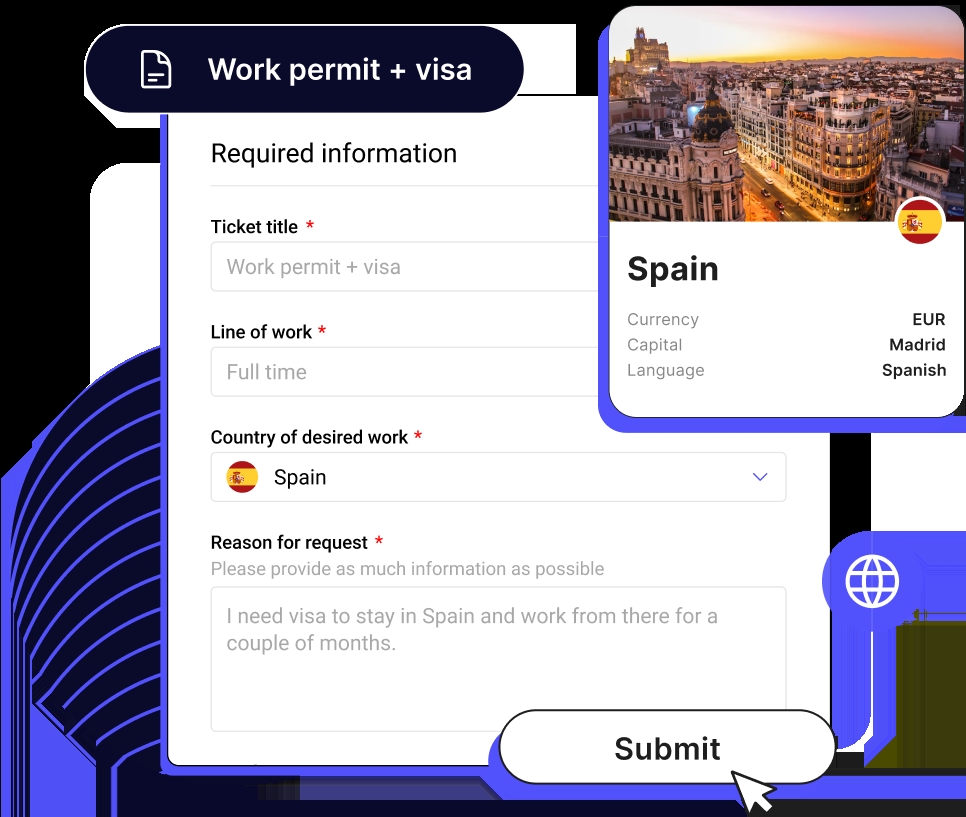 Work permit + visa
Required information
Ticket title *
Work permit + visa
Line of work *
Full time
Country of desired work *
Spain
Reason for request *
Please provide as much information as possible
I need visa to stay in Spain and work from there for a
couple of months.
Submit
Spain
Currency EUR
Capital Madrid
Language Spanish